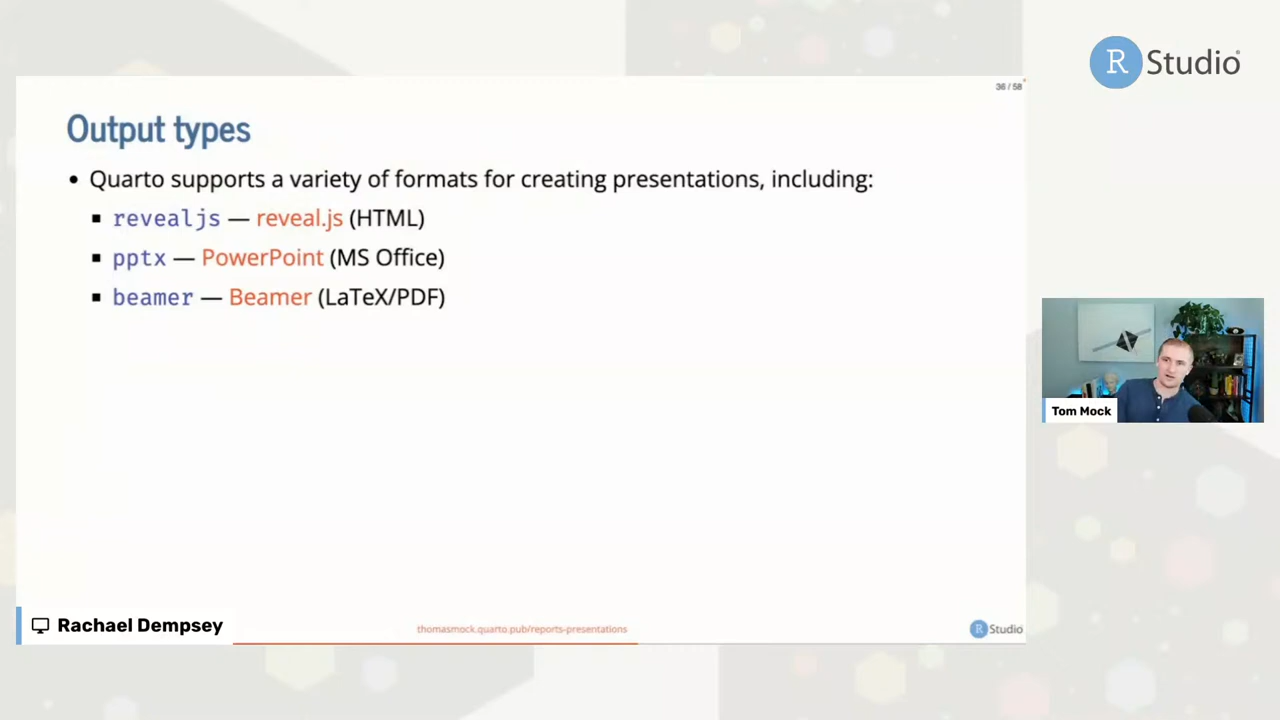 R Studio
36 / 58
Output types
• Quarto supports a variety of formats for creating presentations, including:
▪ revealjs — reveal.js (HTML)
▪ pptx — PowerPoint (MS Office)
▪ beamer — Beamer (LaTeX/PDF)
Tom Mock
Rachael Dempsey
thomasmock.quarto.pub/reports-presentations
R Studio